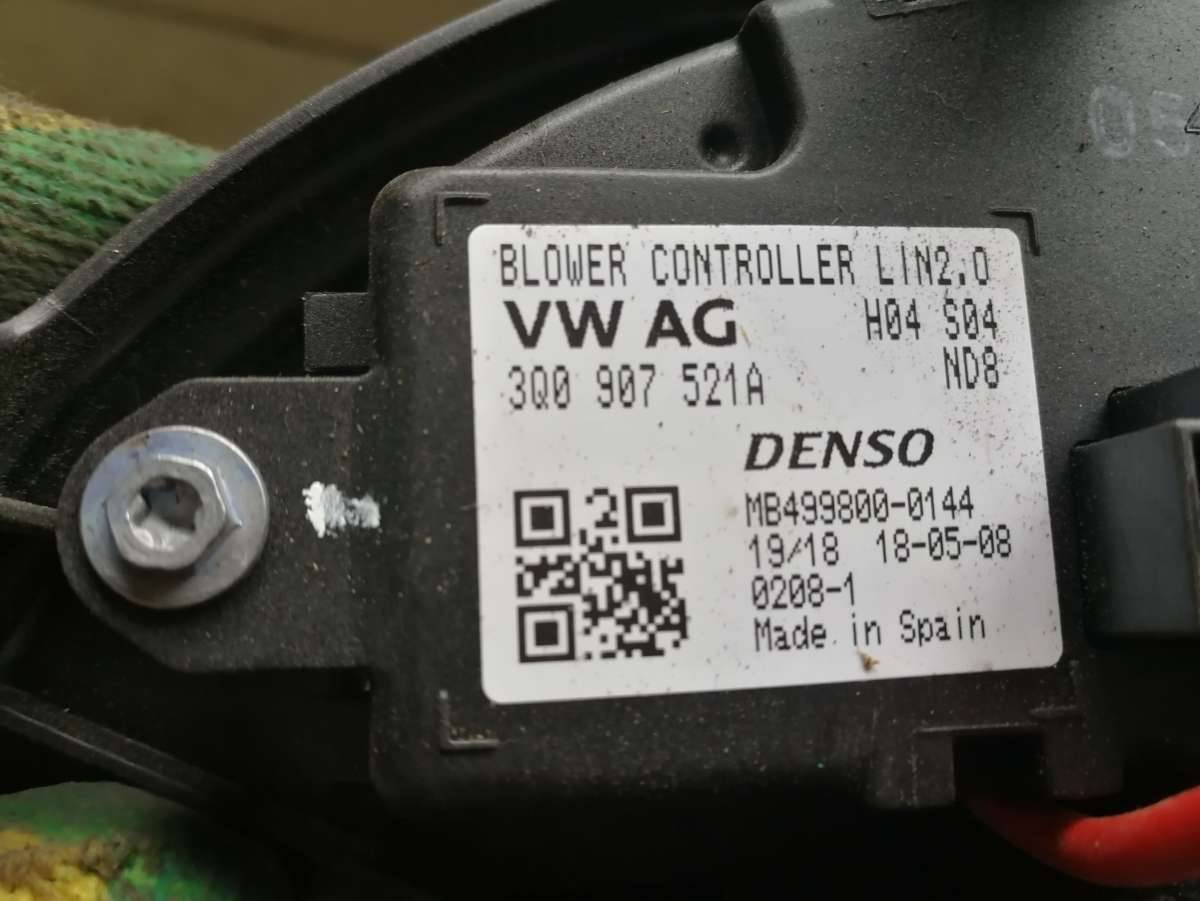 BLOWER CONTROLLER LIN2.0
VW AG H04 S04
3Q0 907 521A ND8
DENSO
MB499800-0144
19/18 18-05-08
0208-1
Made in Spain